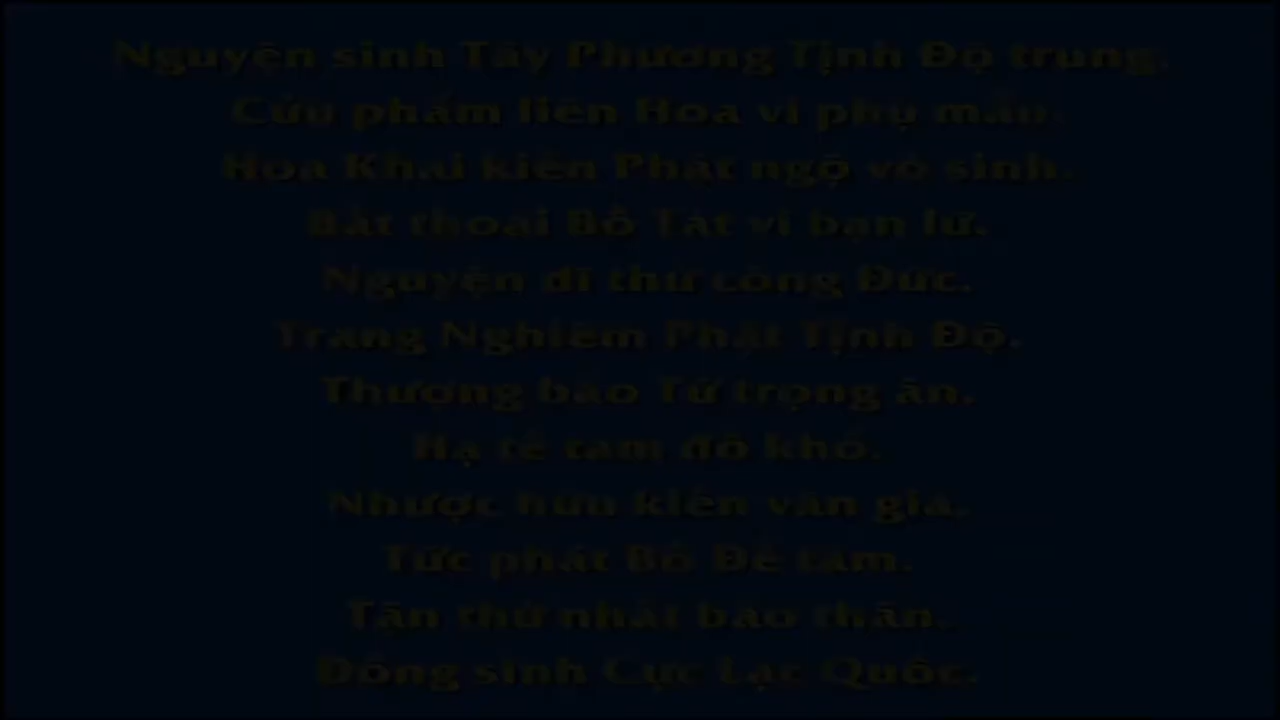 Nguyện sinh Tây Phương Tịnh Độ trung.
Cửu phẩm liên Hoa vi phụ mẫu.
Hoa Khai kiến Phật ngộ vô sinh.
Bất thoái Bồ Tát vi bạn lữ.
Nguyện dĩ thử công Đức.
Trang Nghiêm Phật Tịnh Độ.
Thượng báo Tứ trọng ân.
Hạ tế tam đồ khổ.
Nhược hữu kiến văn giả.
Tức phát Bồ Đề tâm.
Tận thử nhất báo thân.
Đồng sinh Cực Lạc Quốc.